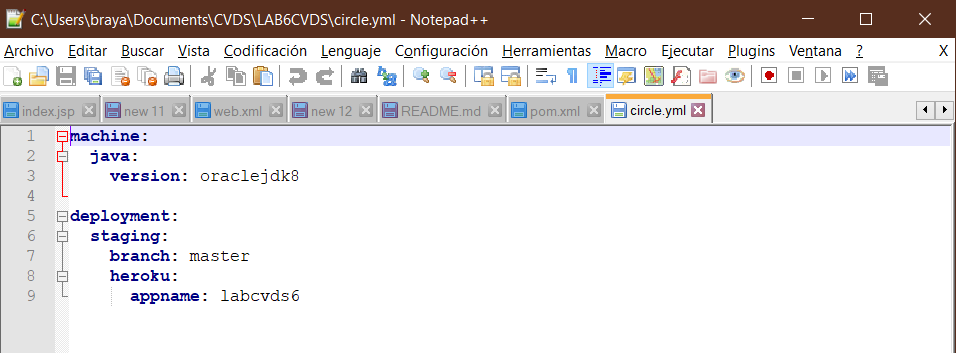 C:\Users\braya\Documents\CVDS\LAB6CVDS\circle.yml - Notepad++
Archivo Editar Buscar Vista Codificación Lenguaje Configuración Herramientas Macro Ejecutar Plugins Ventana ? X
index.jsp new 11 web.xml new 12 README.md pom.xml circle.yml
1 machine:
2 java:
3 version: oraclejdk8
4
5 deployment:
6 staging:
7 branch: master
8 heroku:
9 appname: labcvds6